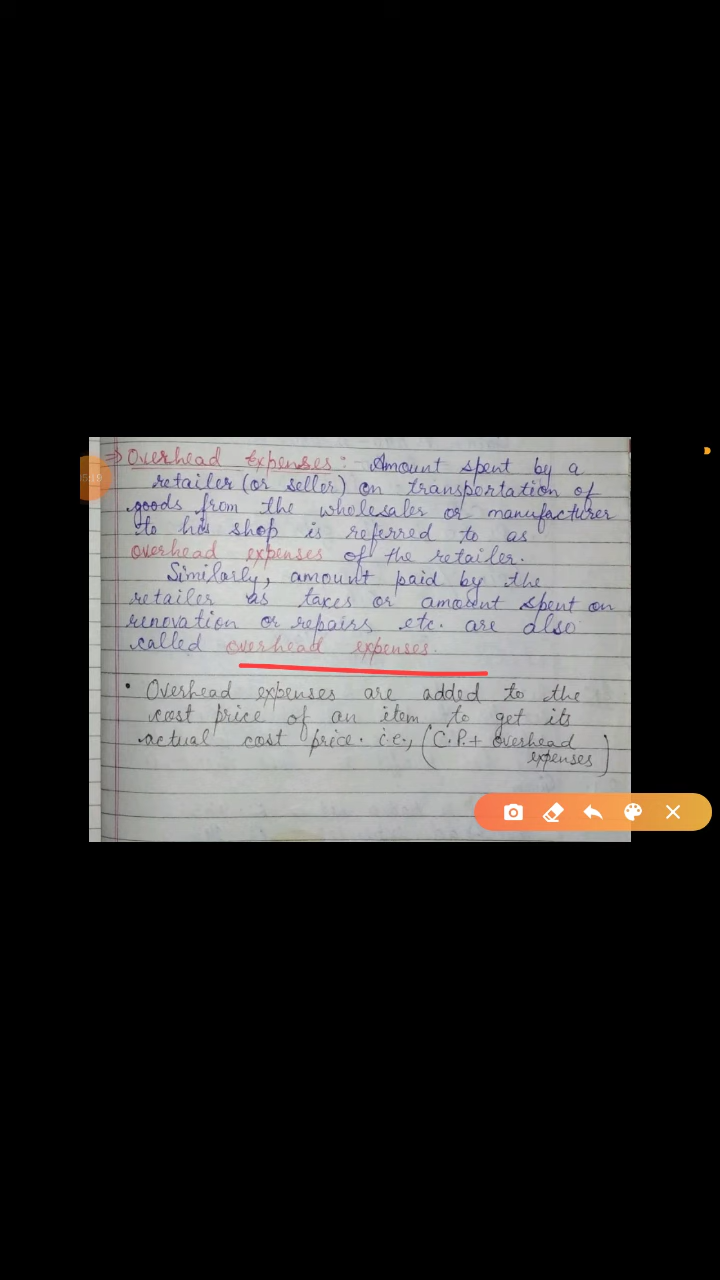 05:19
⇒ Overhead Expenses: Amount spent by a
retailer (or seller) on transportation of
goods from the wholesaler or manufacturer
to his shop is referred to as
overhead expenses of the retailer.
Similarly, amount paid by the
retailer as taxes or amount spent on
renovation or repairs etc. are also
called overhead expenses.
• Overhead expenses are added to the
cost price of an item to get its
actual cost price. i.e., (C.P.+ Overhead
expenses)